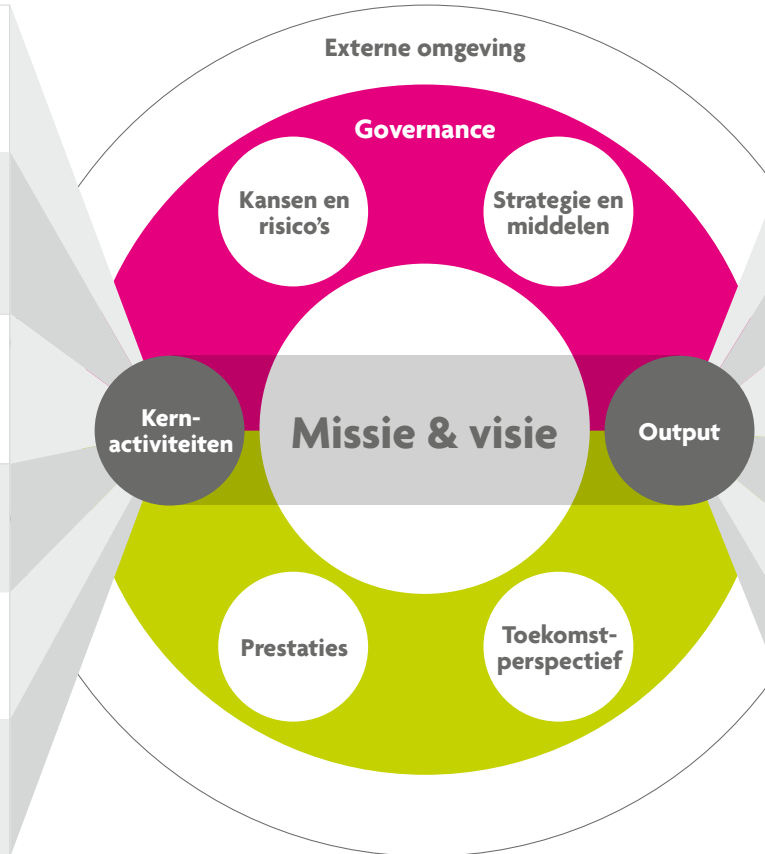 Externe omgeving
Governance
Kansen en
risico’s
Strategie en
middelen
Kern-
activiteiten
Missie & visie
Output
Prestaties
Toekomst-
perspectief